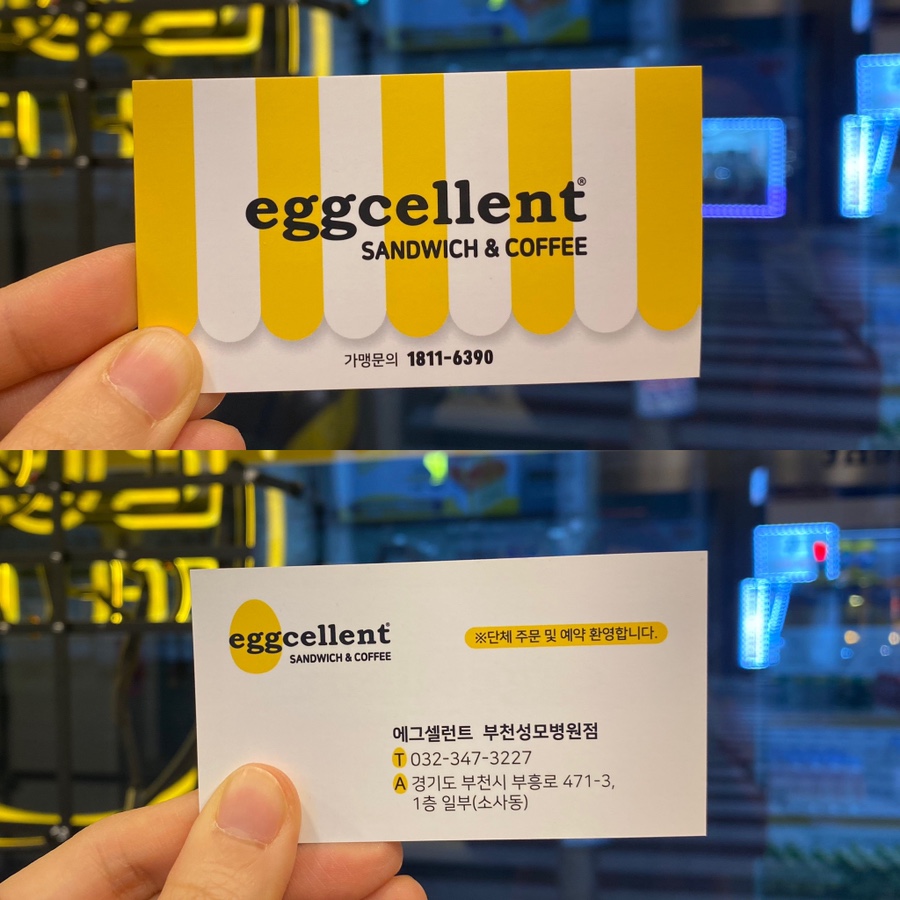 eggcellent®
SANDWICH & COFFEE
가맹문의 1811-6390
eggcellent®
SANDWICH & COFFEE
※단체 주문 및 예약 환영합니다.
에그셀런트 부천성모병원점
T 032-347-3227
A 경기도 부천시 부흥로 471-3,
1층 일부(소사동)